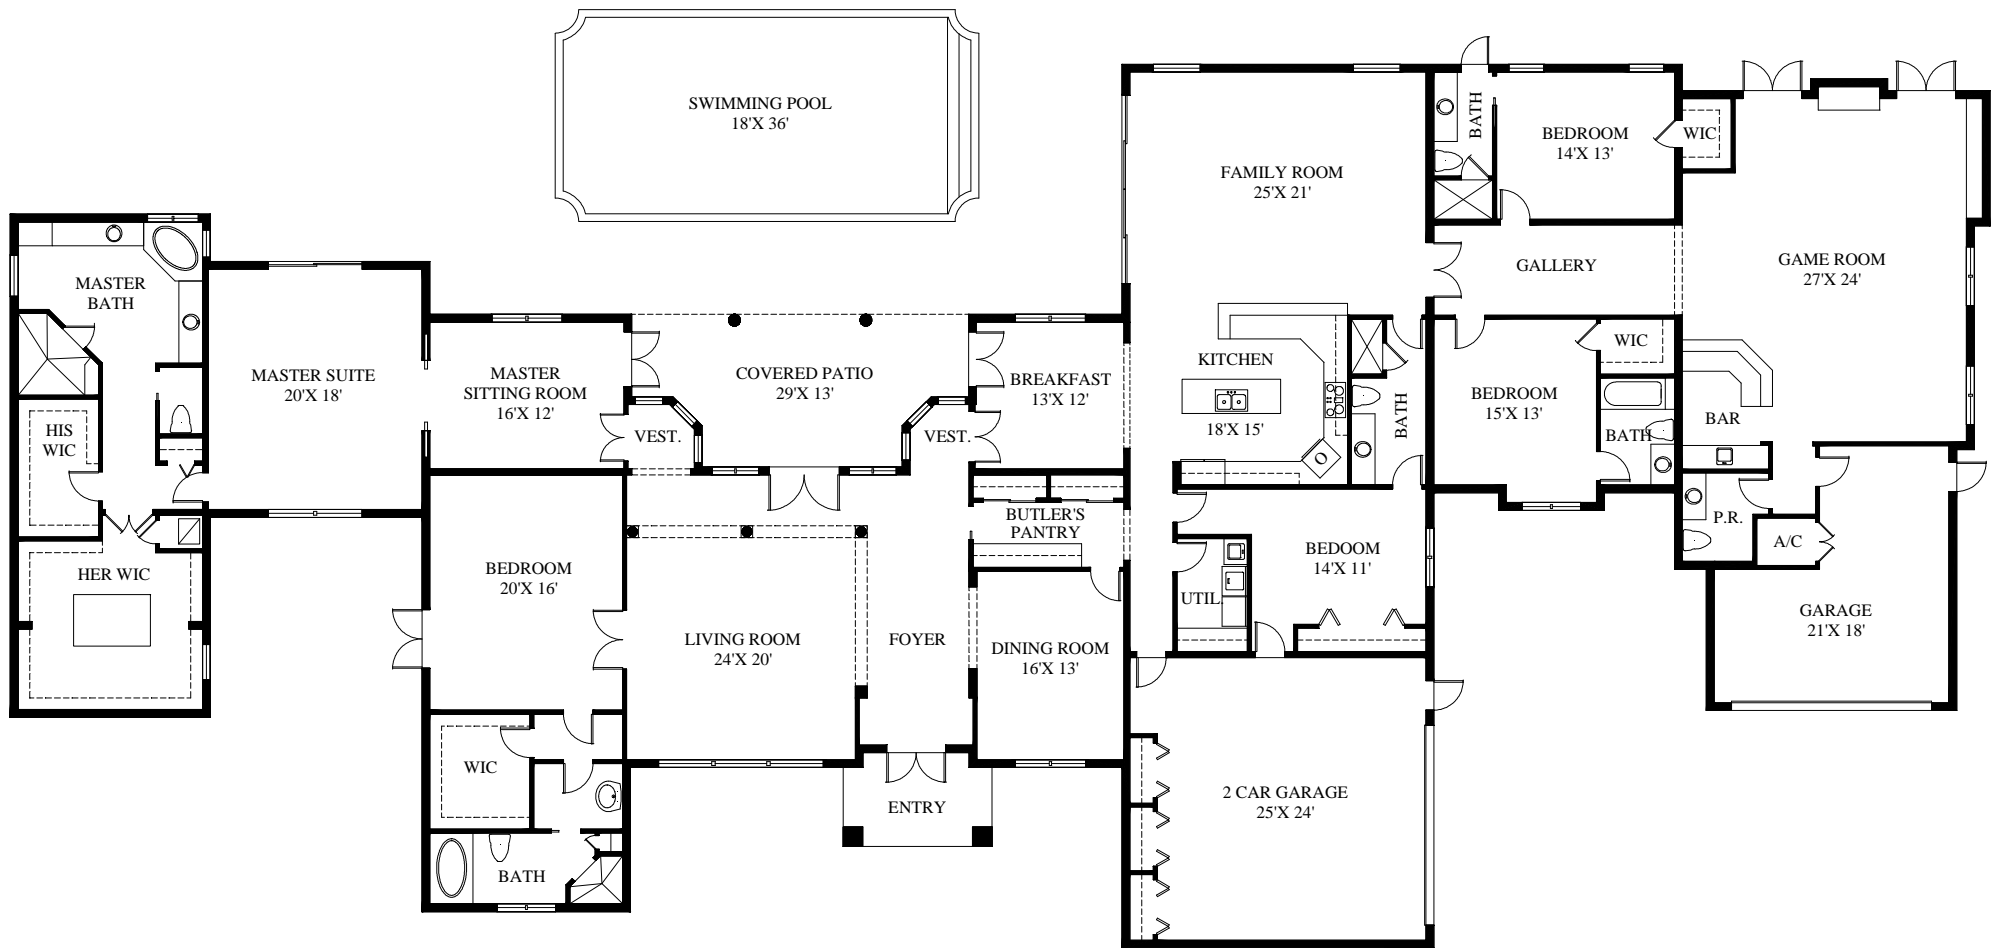 SWIMMING POOL
18'X 36'
BATH
BEDROOM
14'X 13'
WIC
FAMILY ROOM
25'X 21'
GALLERY
GAME ROOM
27'X 24'
MASTER
BATH
MASTER SUITE
20'X 18'
MASTER
SITTING ROOM
16'X 12'
COVERED PATIO
29'X 13'
BREAKFAST
13'X 12'
KITCHEN
18'X 15'
BATH
WIC
BEDROOM
15'X 13'
BATH
BAR
HIS
WIC
VEST.
VEST.
BUTLER'S
PANTRY
P.R.
A/C
HER WIC
BEDROOM
20'X 16'
BEDOOM
14'X 11'
UTIL.
LIVING ROOM
24'X 20'
FOYER
DINING ROOM
16'X 13'
GARAGE
21'X 18'
WIC
ENTRY
2 CAR GARAGE
25'X 24'
BATH